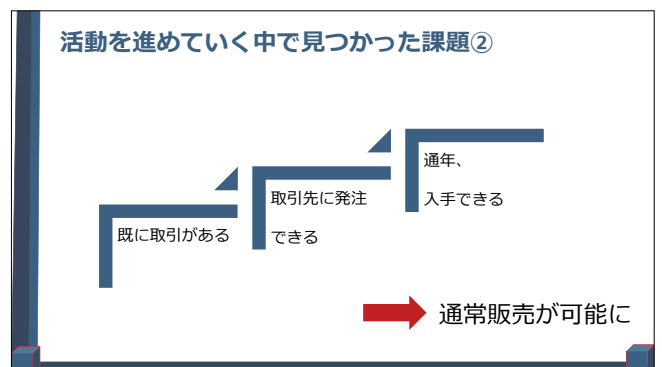 活動を進めていく中で見つかった課題②
既に取引がある
取引先に発注
できる
通年、
入手できる
通常販売が可能に